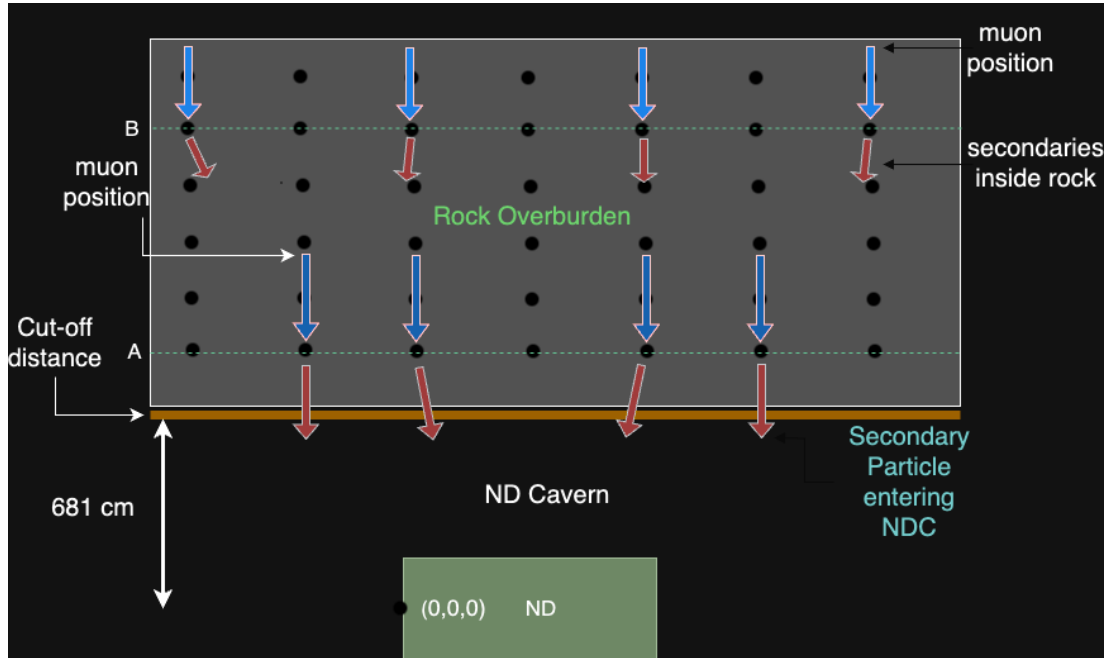 muon
position
B
secondaries
inside rock
muon
position
Rock Overburden
Cut-off
distance
A
Secondary
Particle
entering
NDC
681 cm
ND Cavern
(0,0,0)
ND